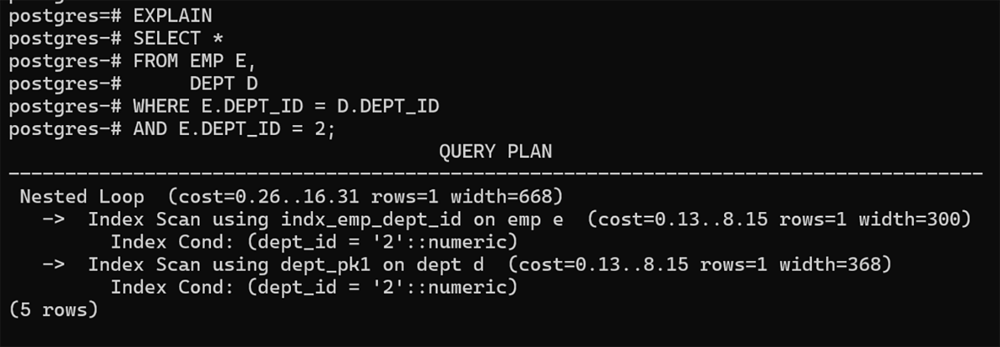 postgres=# EXPLAIN
postgres-# SELECT *
postgres-# FROM EMP E,
postgres-#      DEPT D
postgres-# WHERE E.DEPT_ID = D.DEPT_ID
postgres-# AND E.DEPT_ID = 2;
                                      QUERY PLAN
--------------------------------------------------------------------------------------
 Nested Loop  (cost=0.26..16.31 rows=1 width=668)
   ->  Index Scan using indx_emp_dept_id on emp e  (cost=0.13..8.15 rows=1 width=300)
         Index Cond: (dept_id = '2'::numeric)
   ->  Index Scan using dept_pk1 on dept d  (cost=0.13..8.15 rows=1 width=368)
         Index Cond: (dept_id = '2'::numeric)
(5 rows)